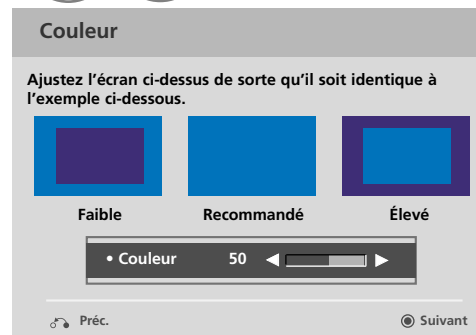 Couleur
Ajustez l'écran ci-dessus de sorte qu'il soit identique à
l'exemple ci-dessous.
Faible Recommandé Élevé
• Couleur 50
Préc. Suivant